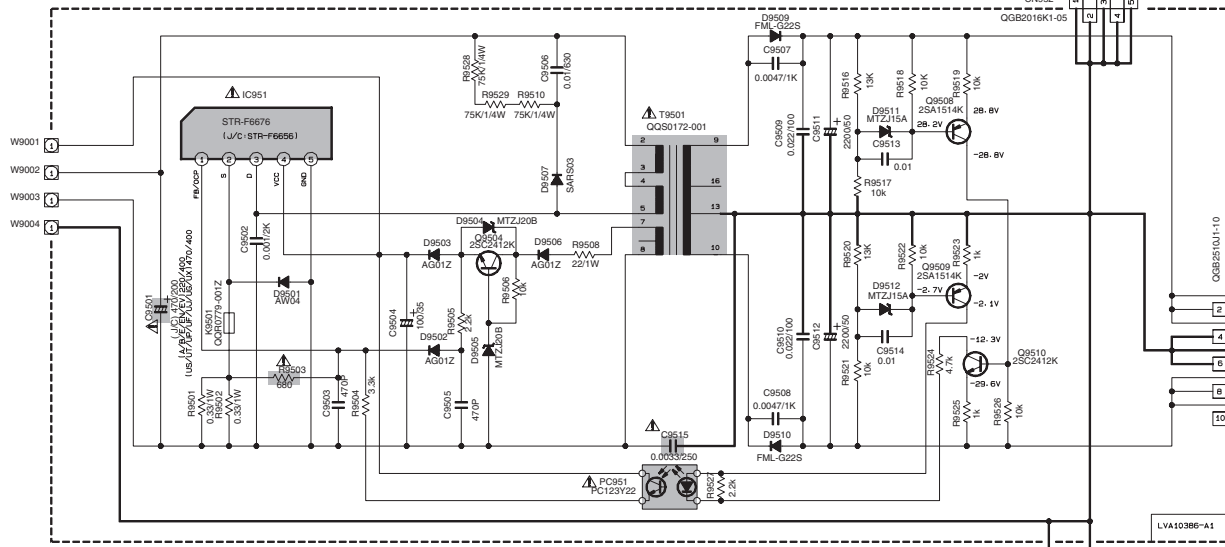 CN952
1 2 3 4 5
QGB2016K1-05
D9509
FML-G22S
C9507
0.0047/1K
R9528
75K/1/4W
C9506
0.01/630
R9529
75K/1/4W
R9510
75K/1/4W
IC951
STR-F6676
(J/C:STR-F6656)
1 2 3 4 5
FB/OCP
S
D
VCC
GND
W9001 1
W9002 1
W9003 1
W9004 1
T9501
QQS0172-001
2
3
4
5
7
8
9
16
13
10
D9507
SARS03
C9509
0.022/100
C9511
2200/50
R9516
13K
R9518
10K
R9519
10k
D9511
MTZJ15A
C9513
0.01
R9517
10k
Q9508
2SA1514K
28.8V
28.2V
-28.8V
C9502
0.001/2K
D9504
MTZJ20B
Q9504
2SC2412K
D9503
AG01Z
D9506
AG01Z
R9508
22/1W
R9506
10k
D9501
AW04
C9501
(J/C) 470/200
(A/B/E/EN/EV) 220/400
(US/UT/UP/UF/UJ/UG/UX) 470/400
K9501
QQR0779-001Z
C9504
100/35
R9505
2.2k
D9502
AG01Z
D9505
MTZJ20B
R9503
680
R9501
0.33/1W
R9502
0.33/1W
C9503
470P
R9504
3.3k
C9505
470P
R9520
13K
R9522
10k
R9523
1k
D9512
MTZJ15A
C9514
0.01
R9521
10k
Q9509
2SA1514K
-2V
-2.7V
-2.1V
C9510
0.022/100
C9512
2200/50
R9524
4.7k
-12.3V
Q9510
2SC2412K
-29.6V
R9525
1k
R9526
10k
C9508
0.0047/1K
D9510
FML-G22S
C9515
0.0033/250
PC951
PC123Y22
R9527
2.2k
QGB2510J1-10
2
4
6
8
10
LVA10386-A1